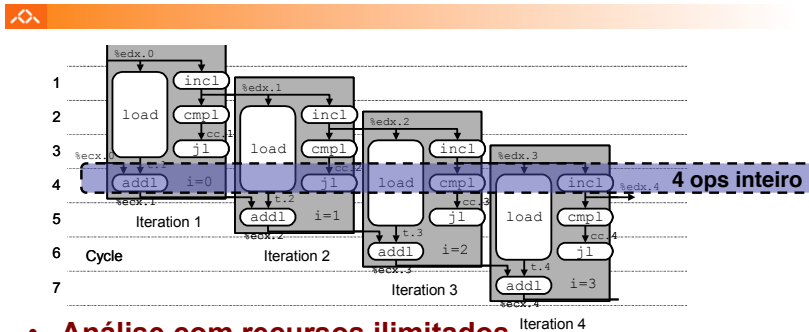 %edx.0
1
incl
%edx.1
2
load
cmpl
incl
%edx.2
cc.1
3
jl
load
cmpl
incl
%edx.3
%ecx.0
t.1
cc.2
4
addl
i=0
jl
load
cmpl
incl
%edx.4
4 ops inteiro
%ecx.1
t.2
cc.3
5
Iteration 1
addl
i=1
jl
load
cmpl
%ecx.2
t.3
cc.4
6
Cycle
Iteration 2
addl
i=2
jl
%ecx.3
t.4
7
Iteration 3
addl
i=3
%ecx.4
Iteration 4
• Análise com recursos ilimitados